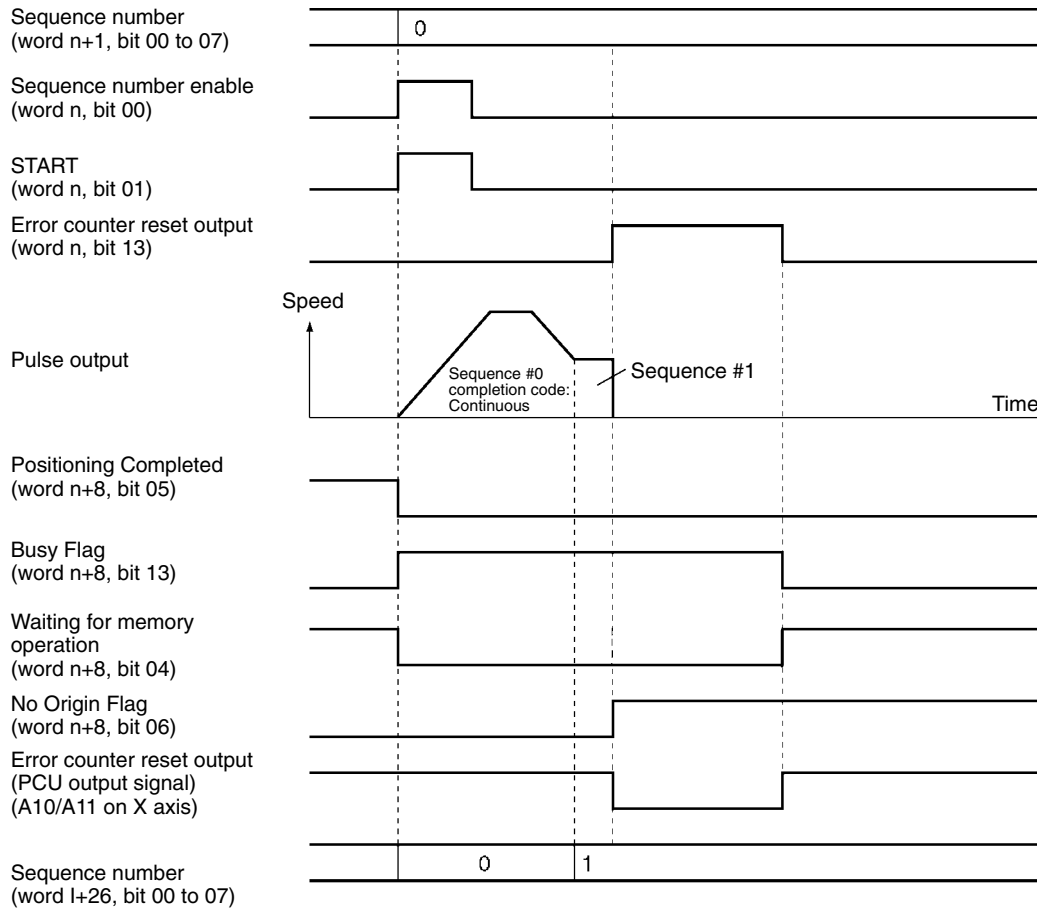 Sequence number
(word n+1, bit 00 to 07)
0
Sequence number enable
(word n, bit 00)
START
(word n, bit 01)
Error counter reset output
(word n, bit 13)
Speed
Pulse output
Sequence #0
completion code:
Continuous
Sequence #1
Time
Positioning Completed
(word n+8, bit 05)
Busy Flag
(word n+8, bit 13)
Waiting for memory
operation
(word n+8, bit 04)
No Origin Flag
(word n+8, bit 06)
Error counter reset output
(PCU output signal)
(A10/A11 on X axis)
0 1
Sequence number
(word I+26, bit 00 to 07)